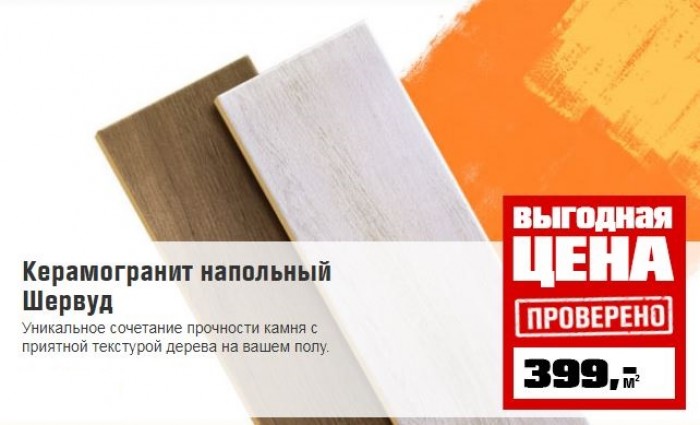 Керамогранит напольный
Шервуд
Уникальное сочетание прочности камня с
приятной текстурой дерева на вашем полу.
ВЫГОДНАЯ
ЦЕНА
ПРОВЕРЕНО
399,-м²